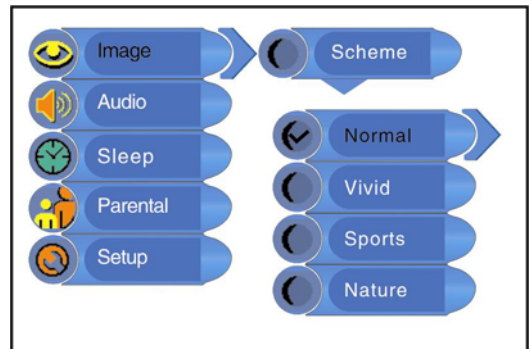 Image
Audio
Sleep
Parental
Setup
Scheme
Normal
Vivid
Sports
Nature